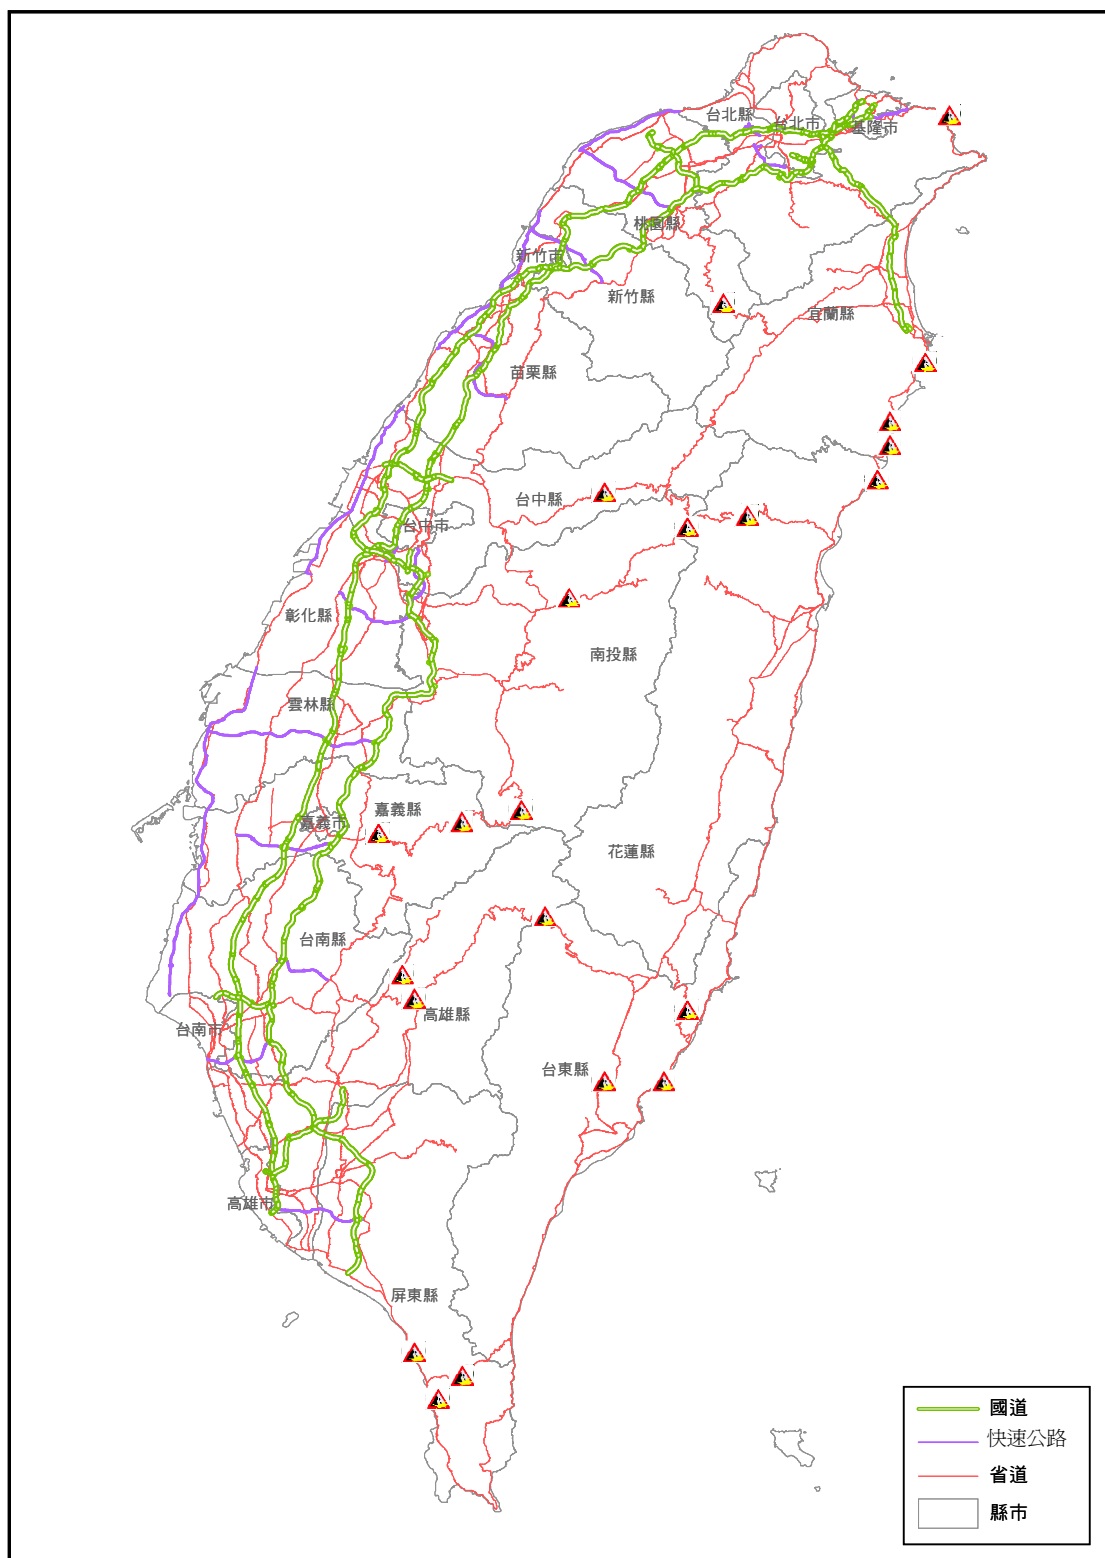 台北縣
台北市
基隆市
桃園縣
新竹市
新竹縣
宜蘭縣
苗栗縣
台中縣
台中市
彰化縣
南投縣
雲林縣
嘉義縣
嘉義市
花蓮縣
台南縣
高雄縣
台南市
台東縣
高雄市
屏東縣
國道
快速公路
省道
縣市